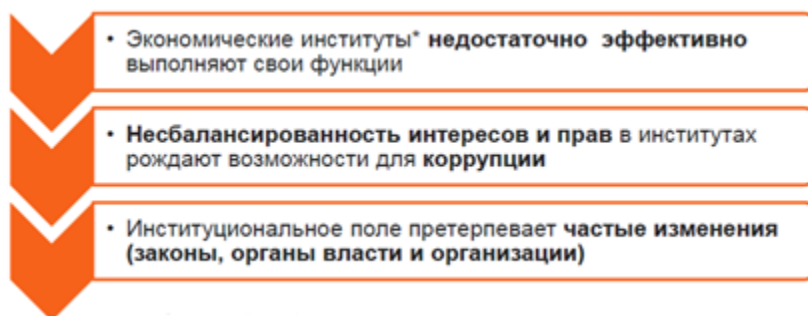 • Экономические институты* недостаточно эффективно
выполняют свои функции
• Несбалансированность интересов и прав в институтах
рождают возможности для коррупции
• Институциональное поле претерпевает частые изменения
(законы, органы власти и организации)